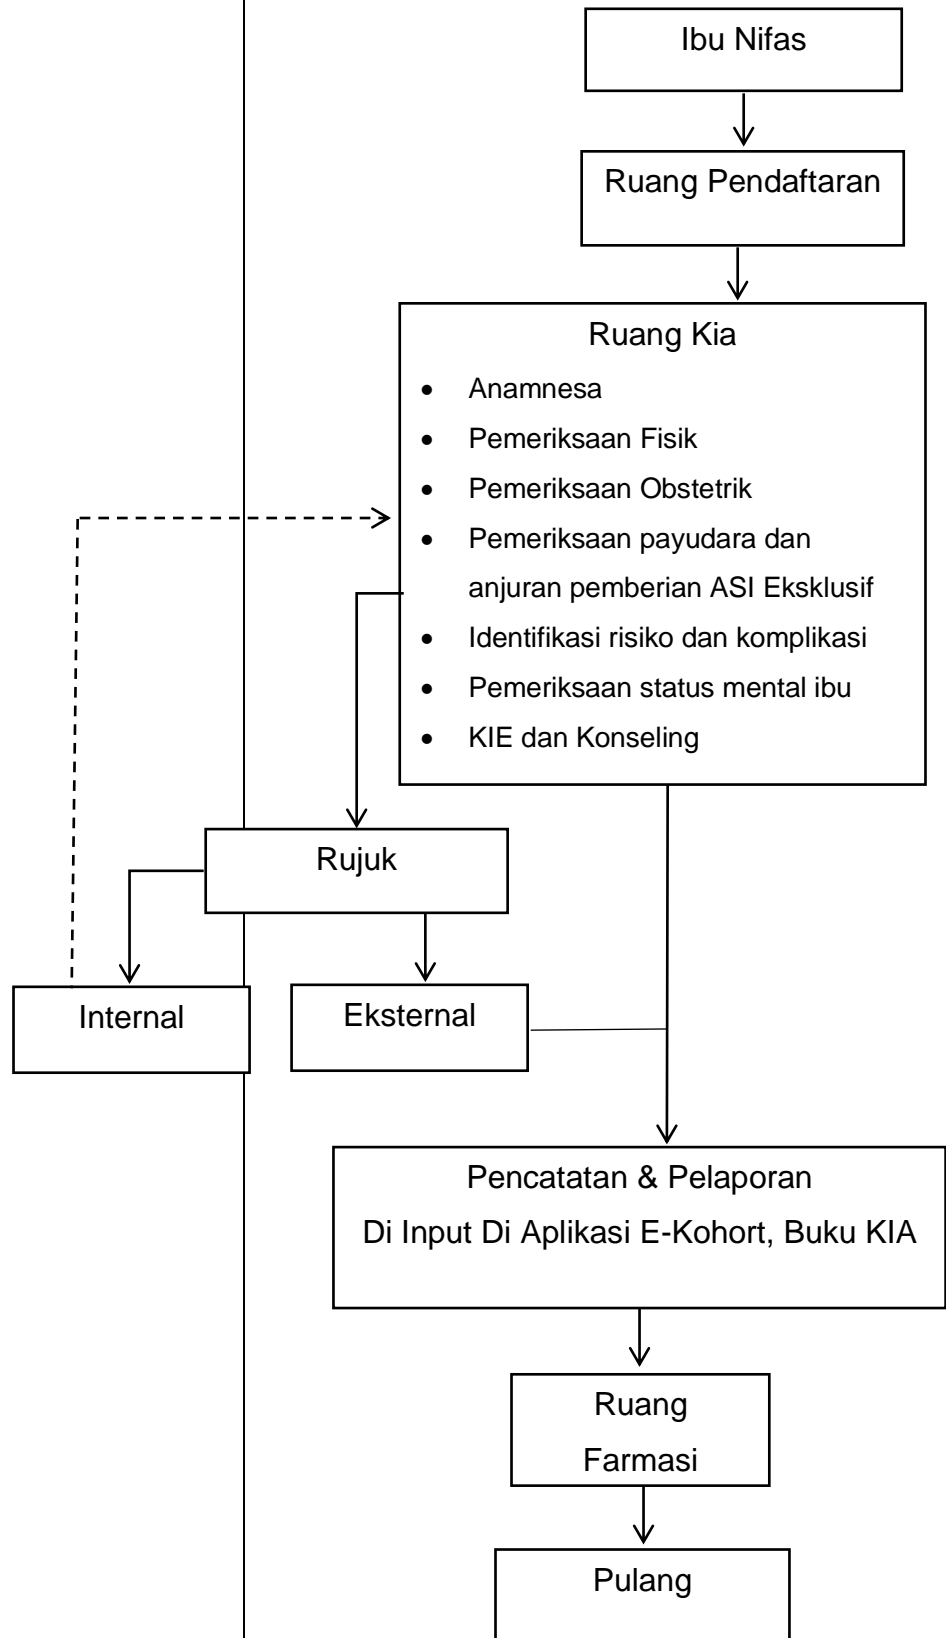 Ibu Nifas
Ruang Pendaftaran
Ruang Kia
• Anamnesa
• Pemeriksaan Fisik
• Pemeriksaan Obstetrik
• Pemeriksaan payudara dan
anjuran pemberian ASI Eksklusif
• Identifikasi risiko dan komplikasi
• Pemeriksaan status mental ibu
• KIE dan Konseling
Rujuk
Internal
Eksternal
Pencatatan & Pelaporan
Di Input Di Aplikasi E-Kohort, Buku KIA
Ruang
Farmasi
Pulang